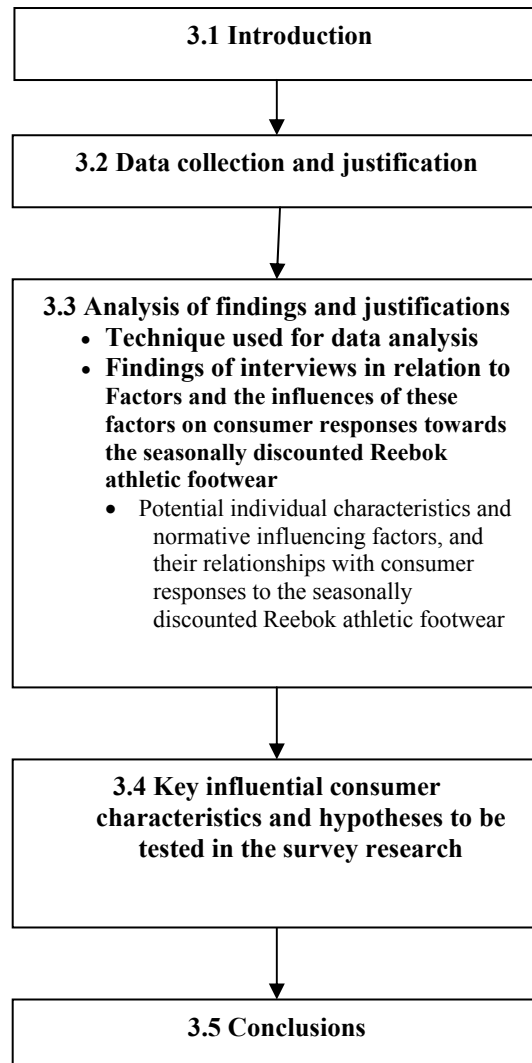 3.1 Introduction
3.2 Data collection and justification
3.3 Analysis of findings and justifications
• Technique used for data analysis
• Findings of interviews in relation to
Factors and the influences of these
factors on consumer responses towards
the seasonally discounted Reebok
athletic footwear
• Potential individual characteristics and
normative influencing factors, and
their relationships with consumer
responses to the seasonally
discounted Reebok athletic footwear
3.4 Key influential consumer
characteristics and hypotheses to be
tested in the survey research
3.5 Conclusions